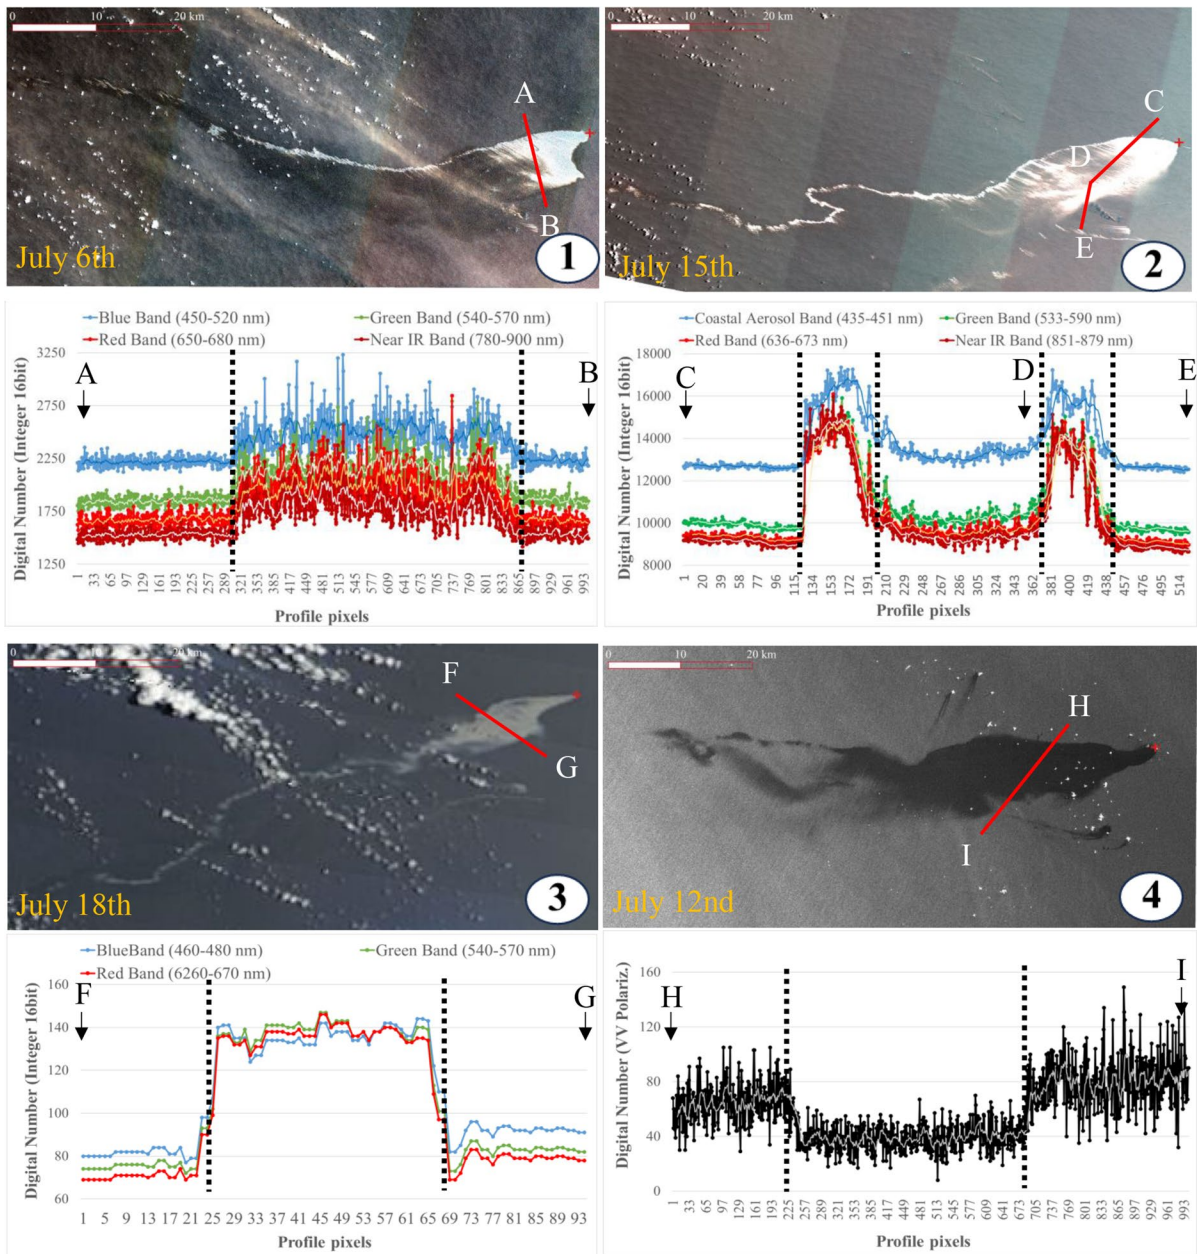 0 10 20 km
A
B
July 6th
1
0 10 20 km
C
D
E
July 15th
2
Blue Band (450-520 nm) Green Band (540-570 nm)
Red Band (650-680 nm) Near IR Band (780-900 nm)
Digital Number (Integer 16bit)
3250
2750
2250
1750
1250
A
B
1 33 65 97 129 161 193 225 257 289 321 353 385 417 449 481 513 545 577 609 641 673 705 737 769 801 833 865 897 929 961 993
Profile pixels
Coastal Aerosol Band (435-451 nm) Green Band (533-590 nm)
Red Band (636-673 nm) Near IR Band (851-879 nm)
Digital Number (Integer 16bit)
18000
16000
14000
12000
10000
8000
C
D
E
1 20 39 58 77 96 115 134 153 172 191 210 229 248 267 286 305 324 343 362 381 400 419 438 457 476 495 514
Profile pixels
0 10 20 km
F
G
July 18th
3
0 10 20 km
H
I
July 12nd
4
BlueBand (460-480 nm) Green Band (540-570 nm)
Red Band (6260-670 nm)
Digital Number (Integer 16bit)
160
140
120
100
80
60
F
G
1 5 9 13 17 21 25 29 33 37 41 45 49 53 57 61 65 69 73 77 81 85 89 93
Profile pixels
Digital Number (VV Polariz.)
160
120
80
40
0
H
I
1 33 65 97 129 161 193 225 257 289 321 353 385 417 449 481 513 545 577 609 641 673 705 737 769 801 833 865 897 929 961 993
Profile pixels